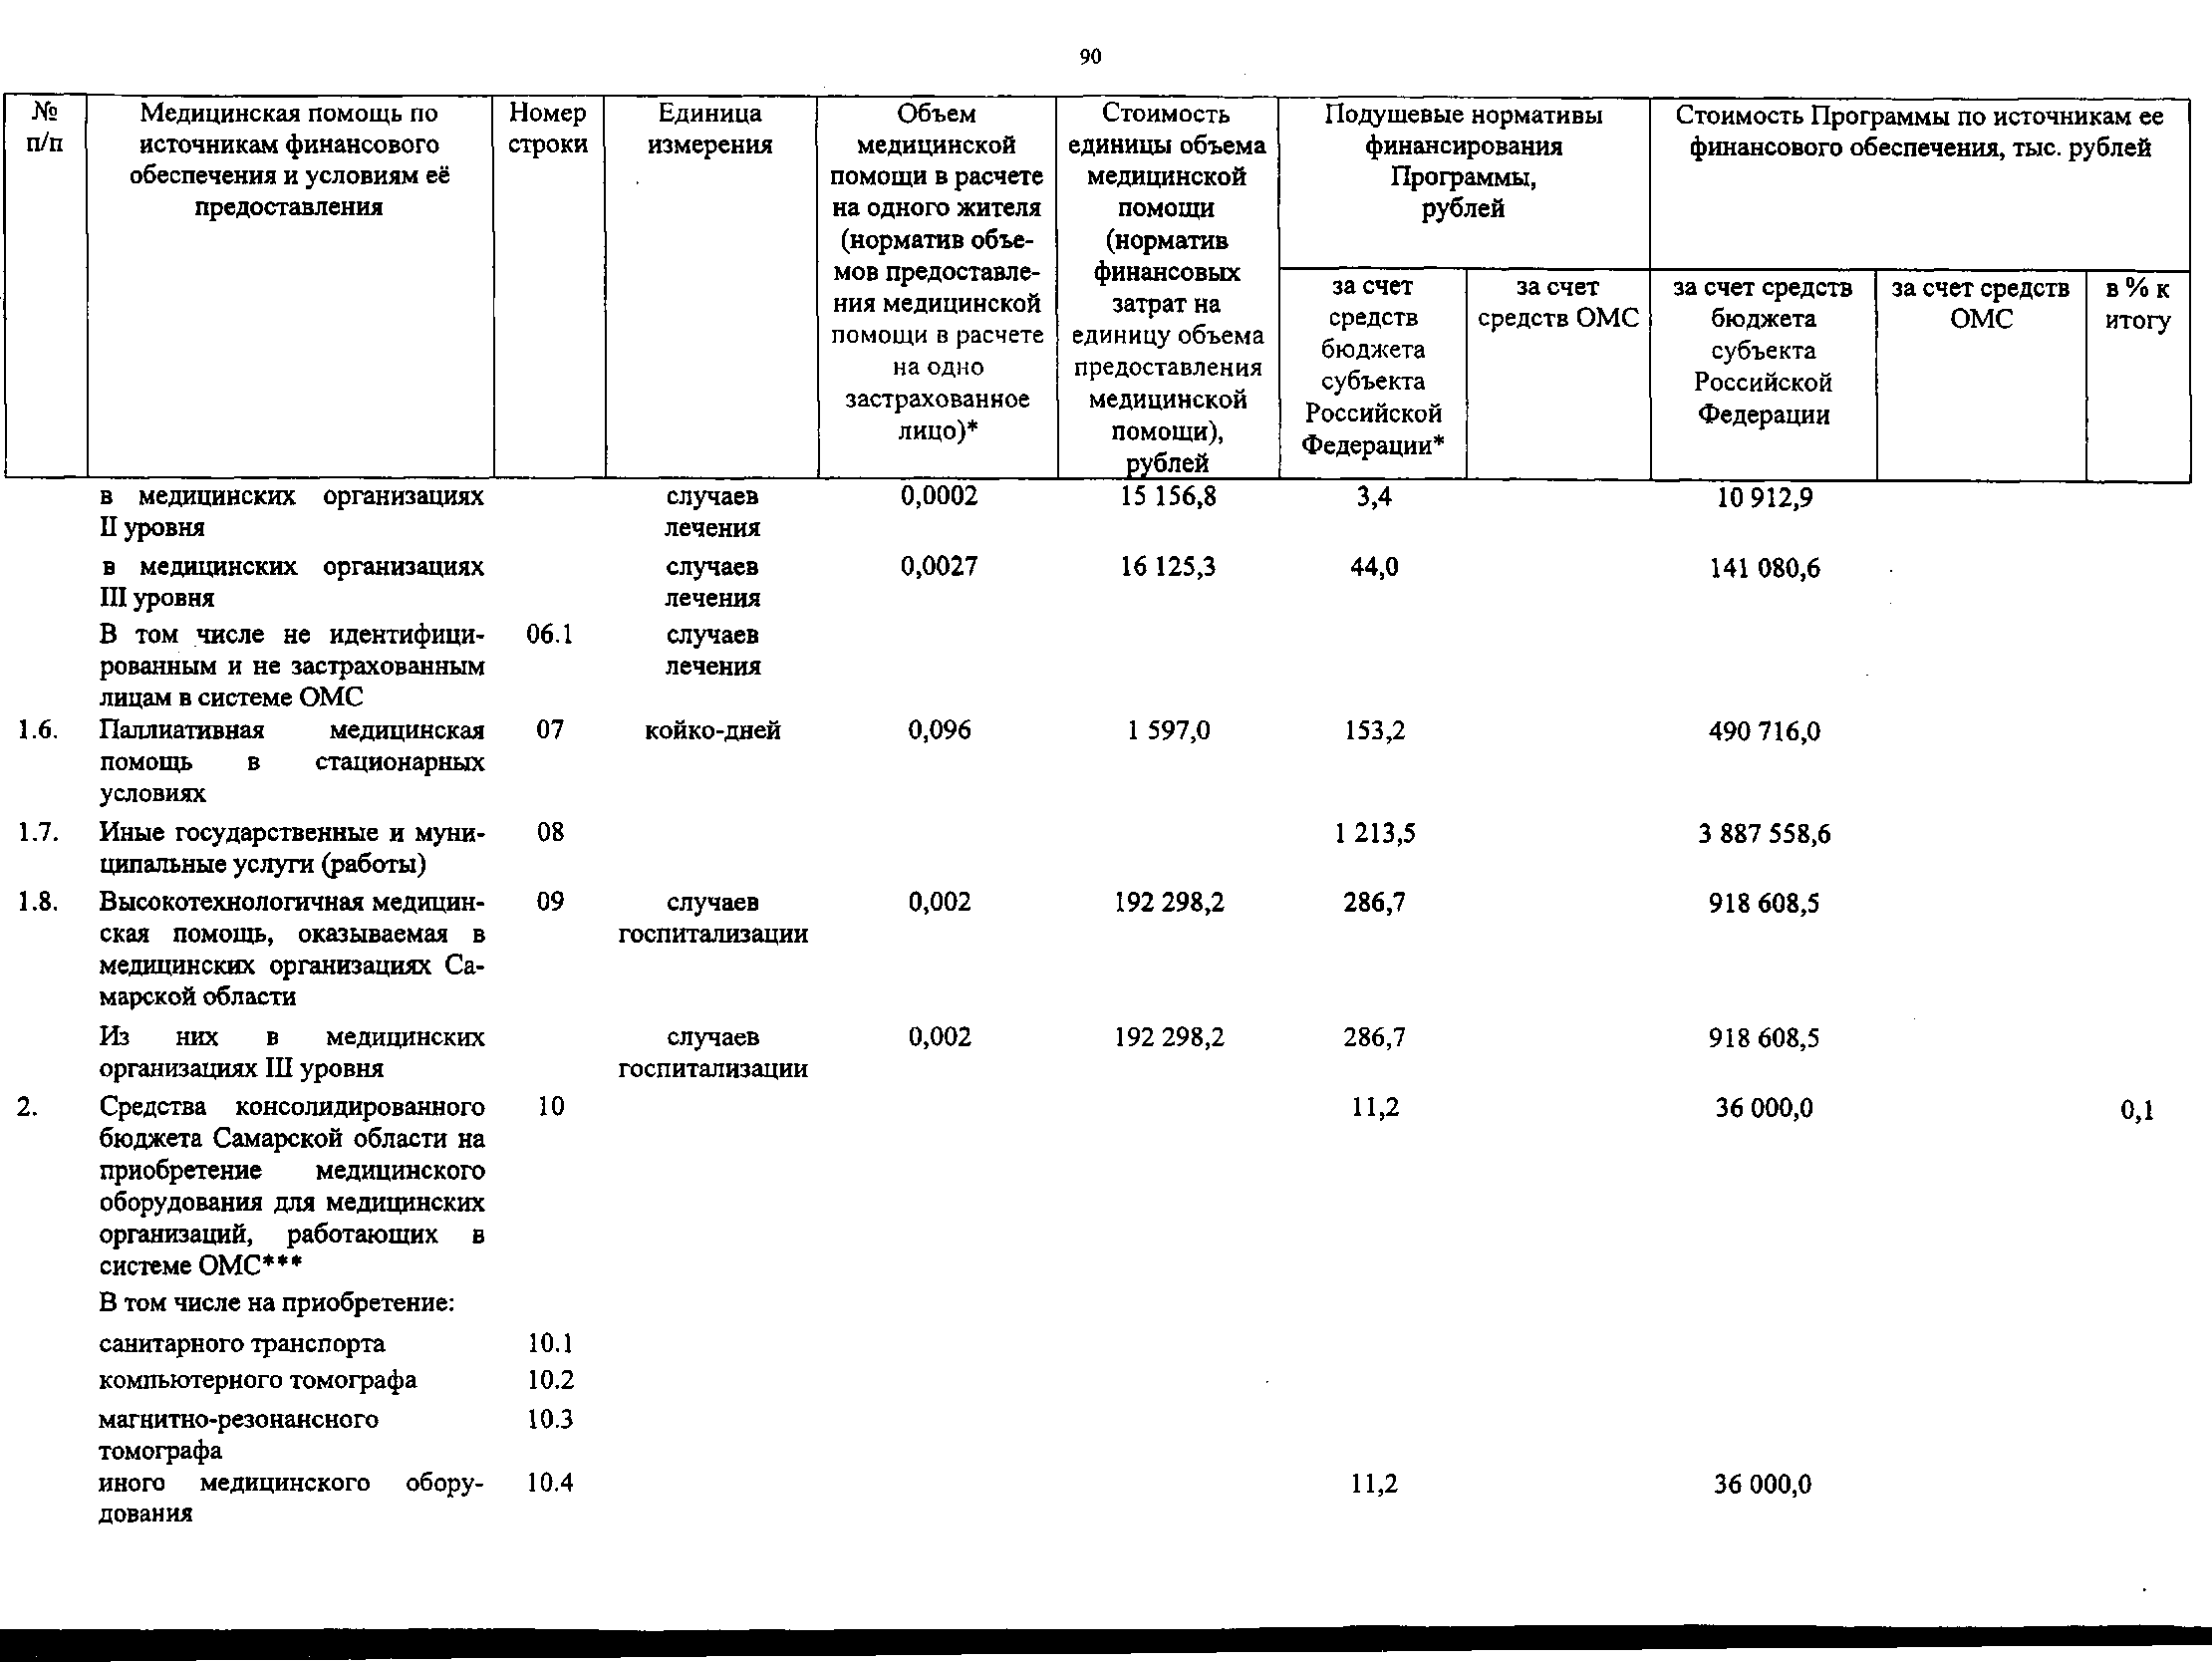 90
№
п/п
Медицинская помощь по
источникам финансового
обеспечения и условиям её
предоставления
Номер
строки
Единица
измерения
Объем
медицинской
помощи в расчете
на одного жителя
(норматив объе-
мов предоставле-
ния медицинской
помощи в расчете
на одно
застрахованное
лицо)*
Стоимость
единицы объема
медицинской
помощи
(норматив
финансовых
затрат на
единицу объема
предоставления
медицинской
помощи),
рублей
Подушевые нормативы
финансирования
Программы,
рублей
Стоимость Программы по источникам ее
финансового обеспечения, тыс. рублей
за счет
средств
бюджета
субъекта
Российской
Федерации*
за счет
средств ОМС
за счет средств
бюджета
субъекта
Российской
Федерации
за счет средств
ОМС
в % к
итогу
в медицинских организациях случаев 0,0002 15 156,8 3,4 10 912,9
II уровня лечения
в медицинских организациях случаев 0,0027 16 125,3 44,0 141 080,6
III уровня лечения
В том числе не идентифици- 06.1 случаев
рованным и не застрахованным лечения
лицам в системе ОМС
1.6. Паллиативная медицинская 07 койко-дней 0,096 1 597,0 153,2 490 716,0
помощь в стационарных
условиях
1.7. Иные государственные и муни- 08 1 213,5 3 887 558,6
ципальные услуги (работы)
1.8. Высокотехнологичная медицин- 09 случаев 0,002 192 298,2 286,7 918 608,5
ская помощь, оказываемая в госпитализации
медицинских организациях Са-
марской области
Из них в медицинских случаев 0,002 192 298,2 286,7 918 608,5
организациях III уровня госпитализации
2. Средства консолидированного 10 11,2 36 000,0 0,1
бюджета Самарской области на
приобретение медицинского
оборудования для медицинских
организаций, работающих в
системе ОМС***
В том числе на приобретение:
санитарного транспорта 10.1
компьютерного томографа 10.2
магнитно-резонансного 10.3
томографа
иного медицинского обору- 10.4 11,2 36 000,0
дования